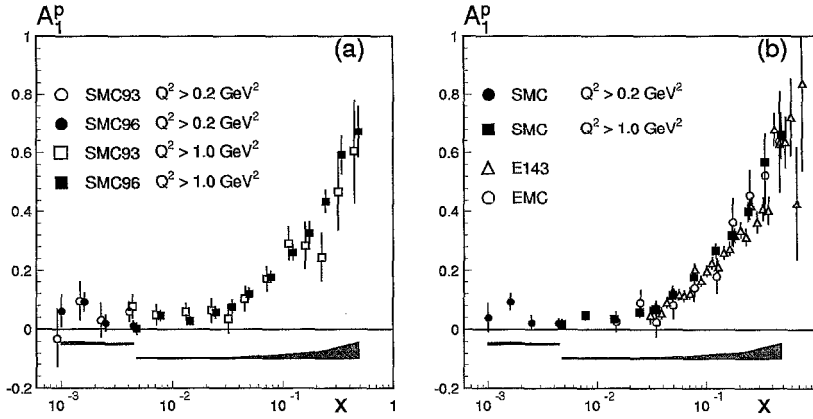 A₁ᵖ
(a)
1
0.8
0.6
0.4
0.2
0
-0.2
SMC93 Q² > 0.2 GeV²
SMC96 Q² > 0.2 GeV²
SMC93 Q² > 1.0 GeV²
SMC96 Q² > 1.0 GeV²
10⁻³ 10⁻² 10⁻¹ X 1
A₁ᵖ
(b)
1
0.8
0.6
0.4
0.2
0
-0.2
SMC Q² > 0.2 GeV²
SMC Q² > 1.0 GeV²
E143
EMC
10⁻³ 10⁻² 10⁻¹ X 1